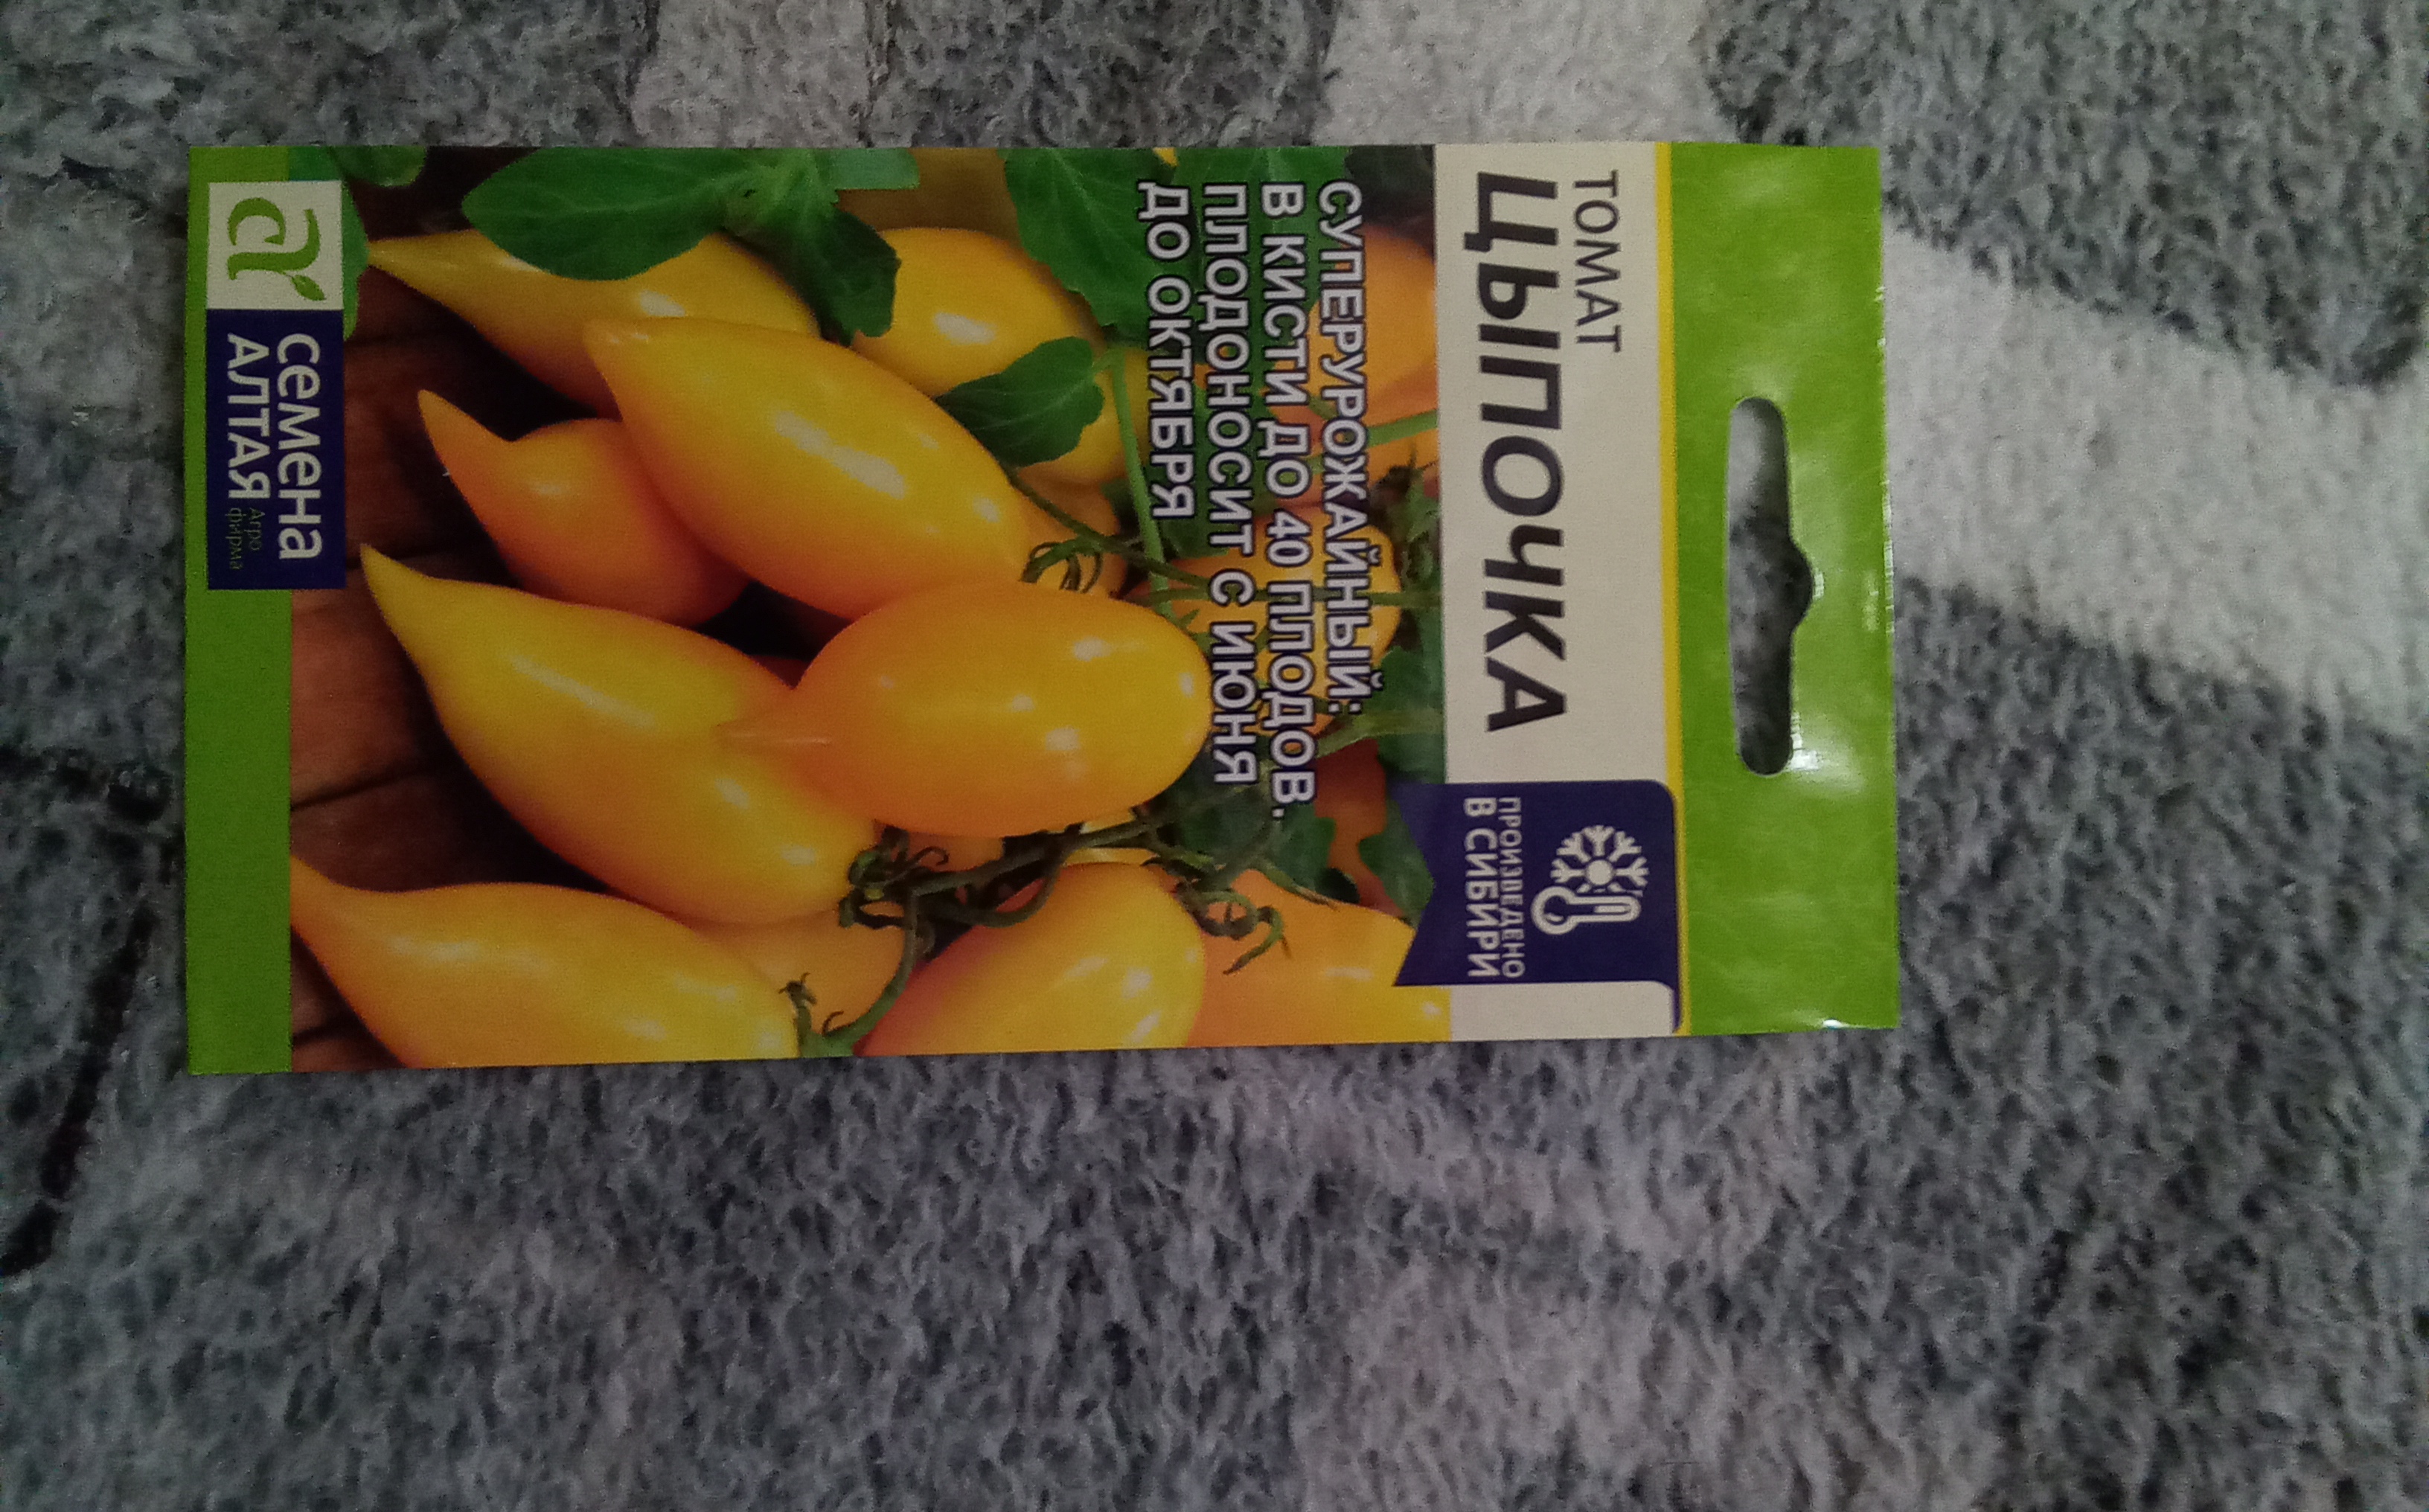 ТОМАТ
ЦЫПОЧКА
ПРОИЗВЕДЕНО
В СИБИРИ
СУПЕРУРОЖАЙНЫЙ:
В КИСТИ ДО 40 ПЛОДОВ.
ПЛОДОНОСИТ С ИЮНЯ
ДО ОКТЯБРЯ
семена
АЛТАЯ
Агро
фирма